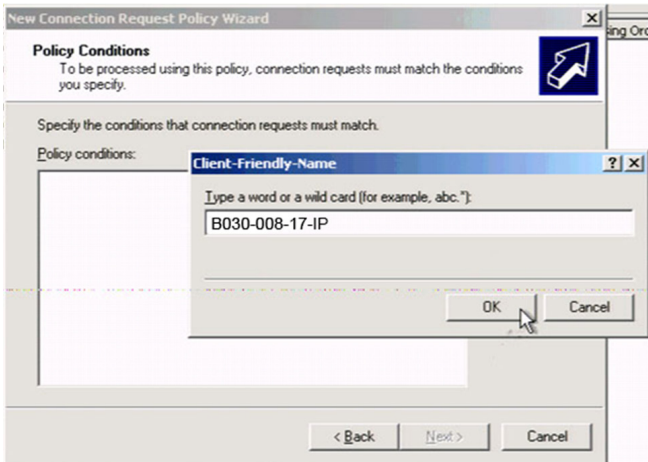 New Connection Request Policy Wizard
ing Ord
Policy Conditions
To be processed using this policy, connection requests must match the conditions
you specify.
Specify the conditions that connection requests must match.
Policy conditions:
Client-Friendly-Name
Type a word or a wild card (for example, abc.*):
B030-008-17-IP
OK
Cancel
< Back
Next >
Cancel